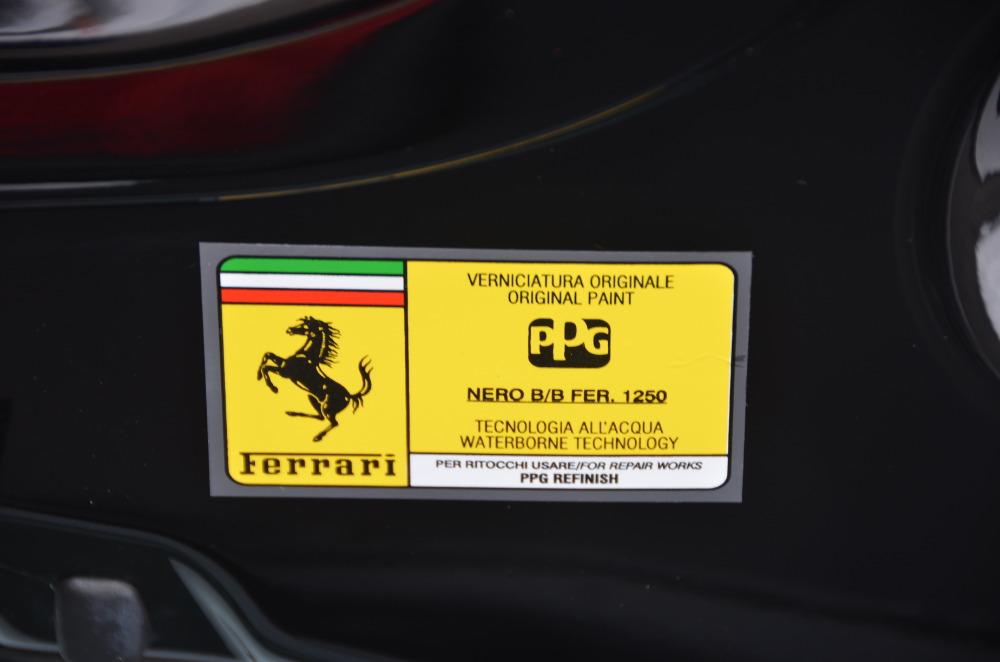 VERNICIATURA ORIGINALE
ORIGINAL PAINT
PPG
NERO B/B FER. 1250
TECNOLOGIA ALL'ACQUA
WATERBORNE TECHNOLOGY
Ferrari
PER RITOCCHI USARE/FOR REPAIR WORKS
PPG REFINISH